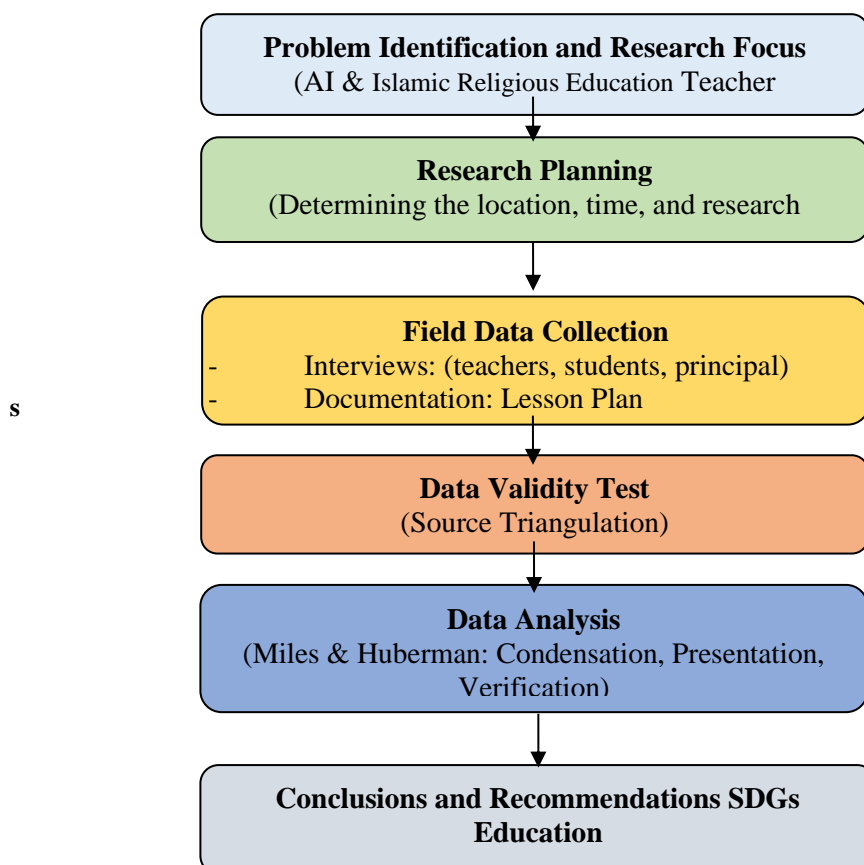 Problem Identification and Research Focus
(AI & Islamic Religious Education Teacher
Research Planning
(Determining the location, time, and research
Field Data Collection
- Interviews: (teachers, students, principal)
- Documentation: Lesson Plan
s
Data Validity Test
(Source Triangulation)
Data Analysis
(Miles & Huberman: Condensation, Presentation,
Verification)
Conclusions and Recommendations SDGs
Education